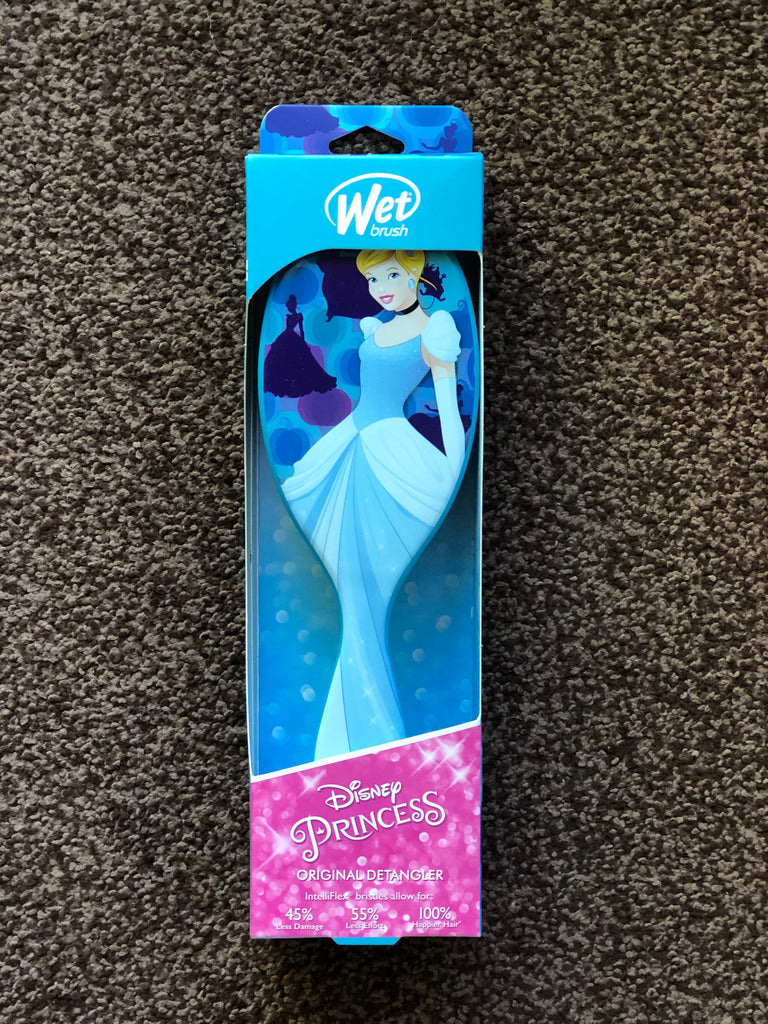 Wet
brush
Disney
PRINCESS
ORIGINAL DETANGLER
IntelliFlex® bristles allow for:
45% 55% 100%
Less Damage Less Effort Happier Hair*